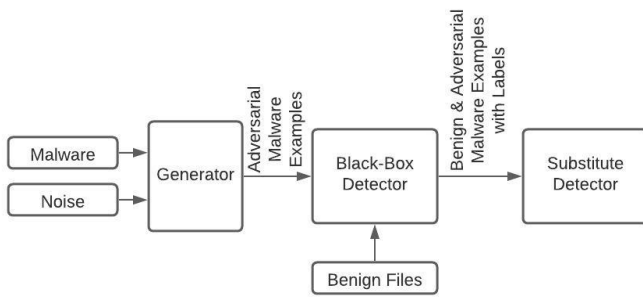 Malware
Noise
Generator
Adversarial
Malware
Examples
Black-Box
Detector
Benign Files
Benign & Adversarial
Malware Examples
with Labels
Substitute
Detector